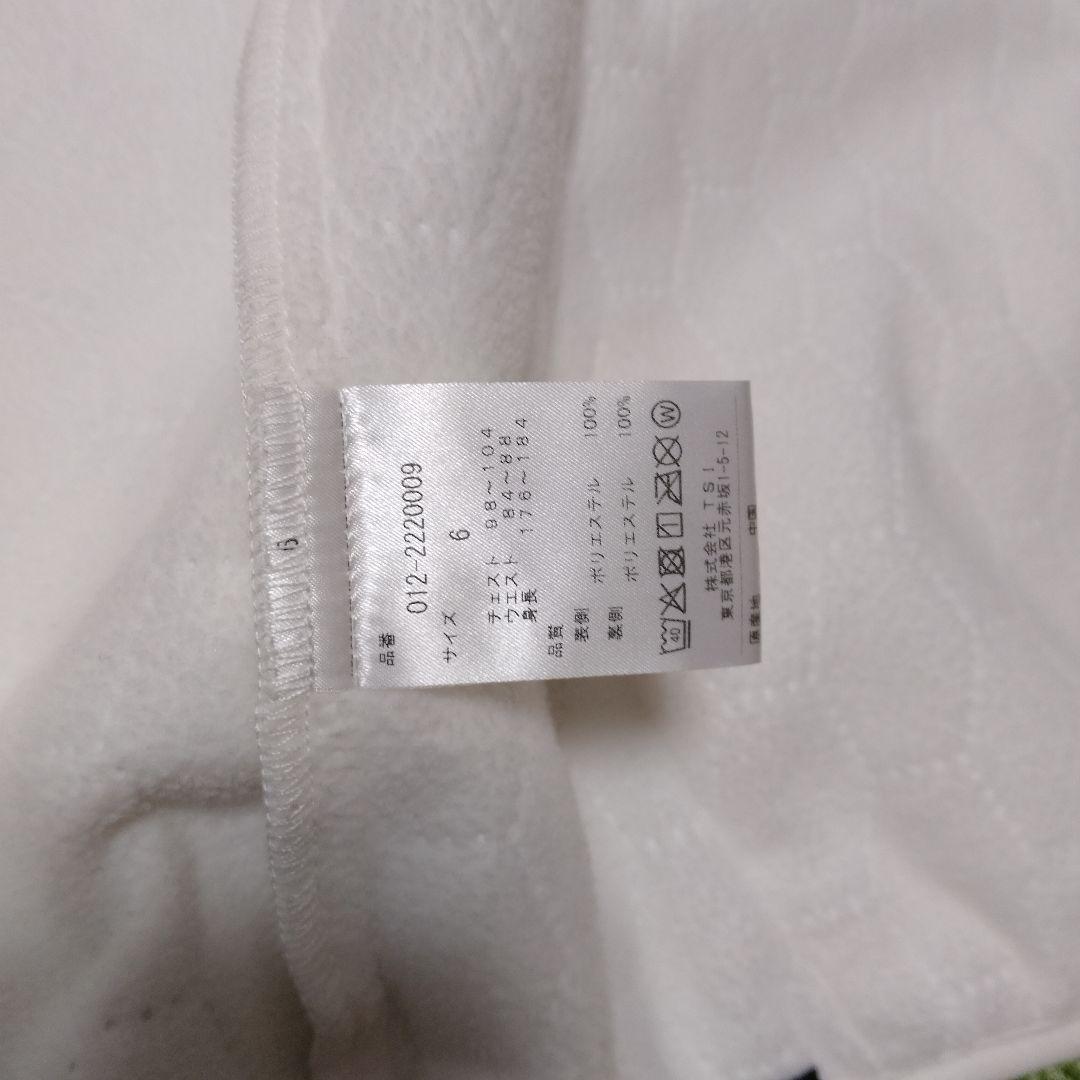 6
品番
012-2220009
サイズ 6
チェスト 98～104
ウエスト 84～88
身長 176～184
品質
表側 ポリエステル 100%
裏側 ポリエステル 100%
40 W
株式会社 TSI
東京都港区元赤坂1-5-12
原産地 中国